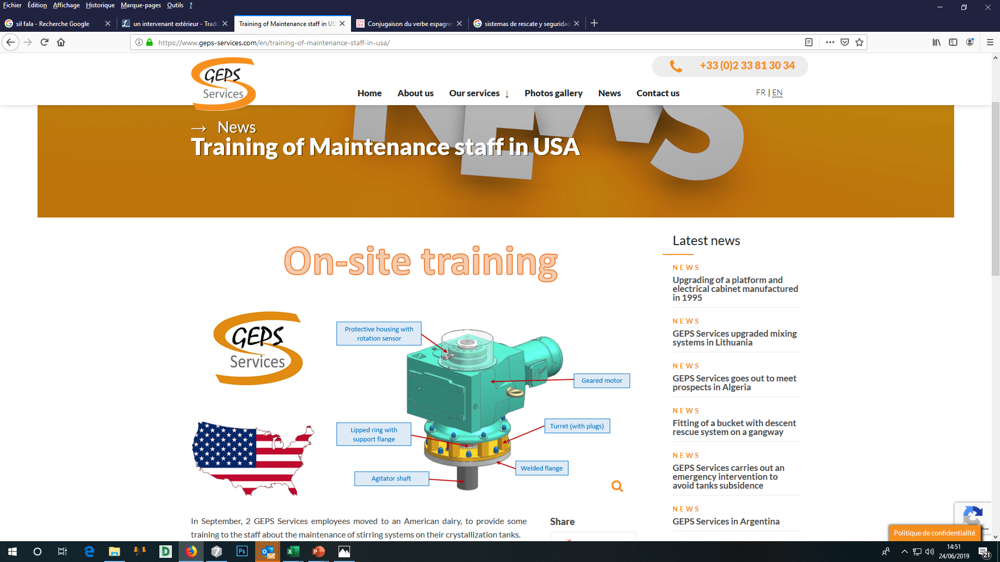 Fichier Édition Affichage Historique Marque-pages Outils ?
sil fala - Recherche Google
un intervenant extérieur - Tradu
Training of Maintenance staff in US
Conjugaison du verbe espagno
sistemas de rescate y seguridad
https://www.geps-services.com/en/training-of-maintenance-staff-in-usa/
GEPS
Services
+33 (0)2 33 81 30 34
Home About us Our services ↓ Photos gallery News Contact us
FR | EN
NEWS
→ News
Training of Maintenance staff in USA
On-site training
GEPS
Services
Protective housing with
rotation sensor
Geared motor
Lipped ring with
support flange
Turret (with plugs)
Welded flange
Agitator shaft
In September, 2 GEPS Services employees moved to an American dairy, to provide some
training to the staff about the maintenance of stirring systems on their crystallization tanks.
Share
Latest news
NEWS
Upgrading of a platform and
electrical cabinet manufactured
in 1995
NEWS
GEPS Services upgraded mixing
systems in Lithuania
NEWS
GEPS Services goes out to meet
prospects in Algeria
NEWS
Fitting of a bucket with descent
rescue system on a gangway
NEWS
GEPS Services carries out an
emergency intervention to
avoid tanks subsidence
NEWS
GEPS Services in Argentina
Politique de confidentialité
14:51
24/06/2019
21